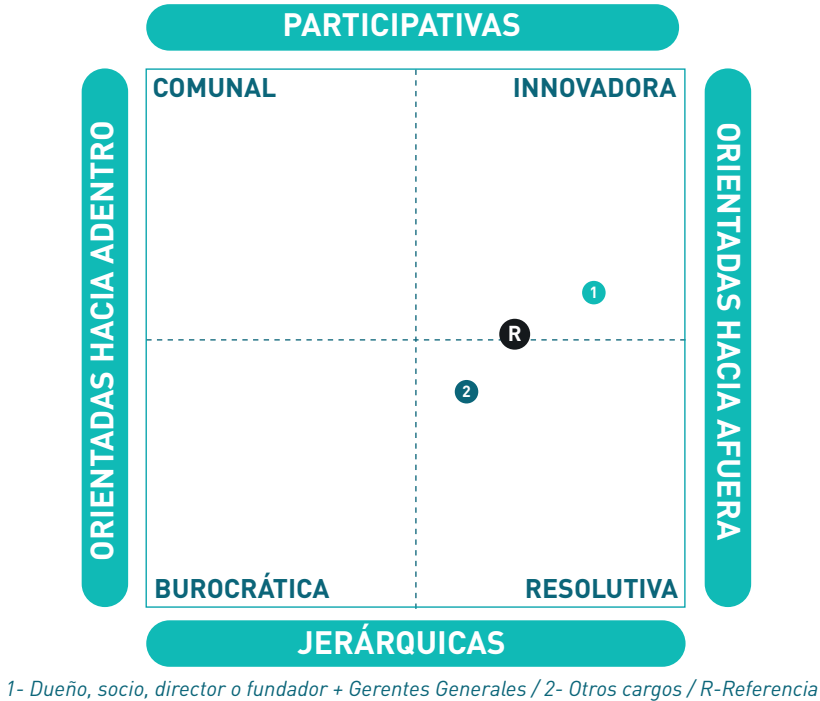 PARTICIPATIVAS
COMUNAL
INNOVADORA
ORIENTADAS HACIA ADENTRO
ORIENTADAS HACIA AFUERA
1
R
2
BUROCRÁTICA
RESOLUTIVA
JERÁRQUICAS
1- Dueño, socio, director o fundador + Gerentes Generales / 2- Otros cargos / R-Referencia